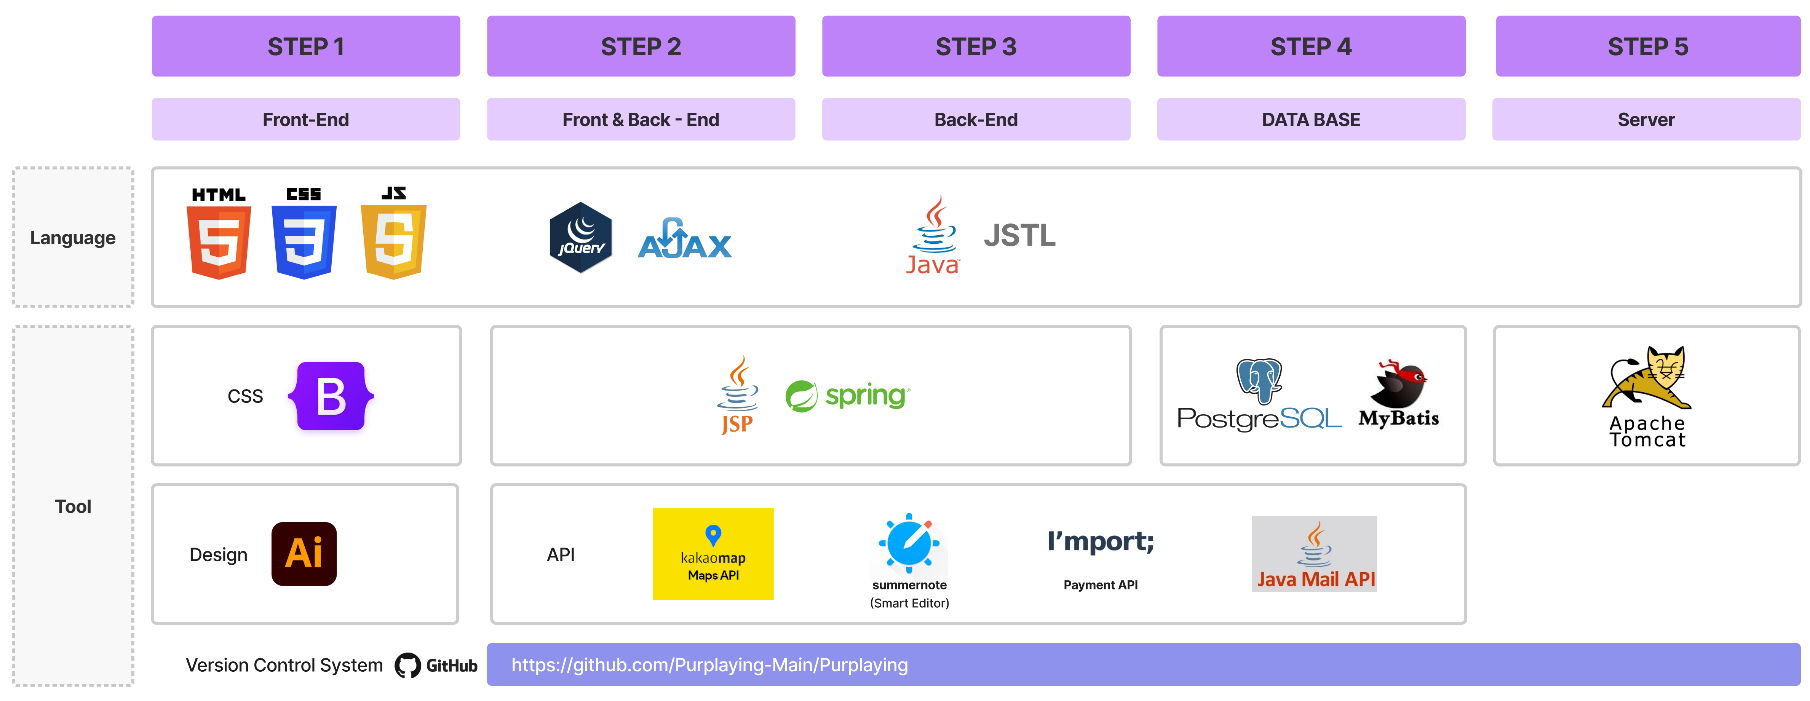 STEP 1
STEP 2
STEP 3
STEP 4
STEP 5
Front-End
Front & Back - End
Back-End
DATA BASE
Server
Language
HTML
5
CSS
3
JS
5
jQuery
AJAX
Java
JSTL
Tool
CSS
B
JSP
spring
PostgreSQL
MyBatis
Apache
Tomcat
Design
Ai
API
kakaomap
Maps API
summernote
(Smart Editor)
I'mport;
Payment API
Java Mail API
Version Control System
GitHub
https://github.com/Purplaying-Main/Purplaying